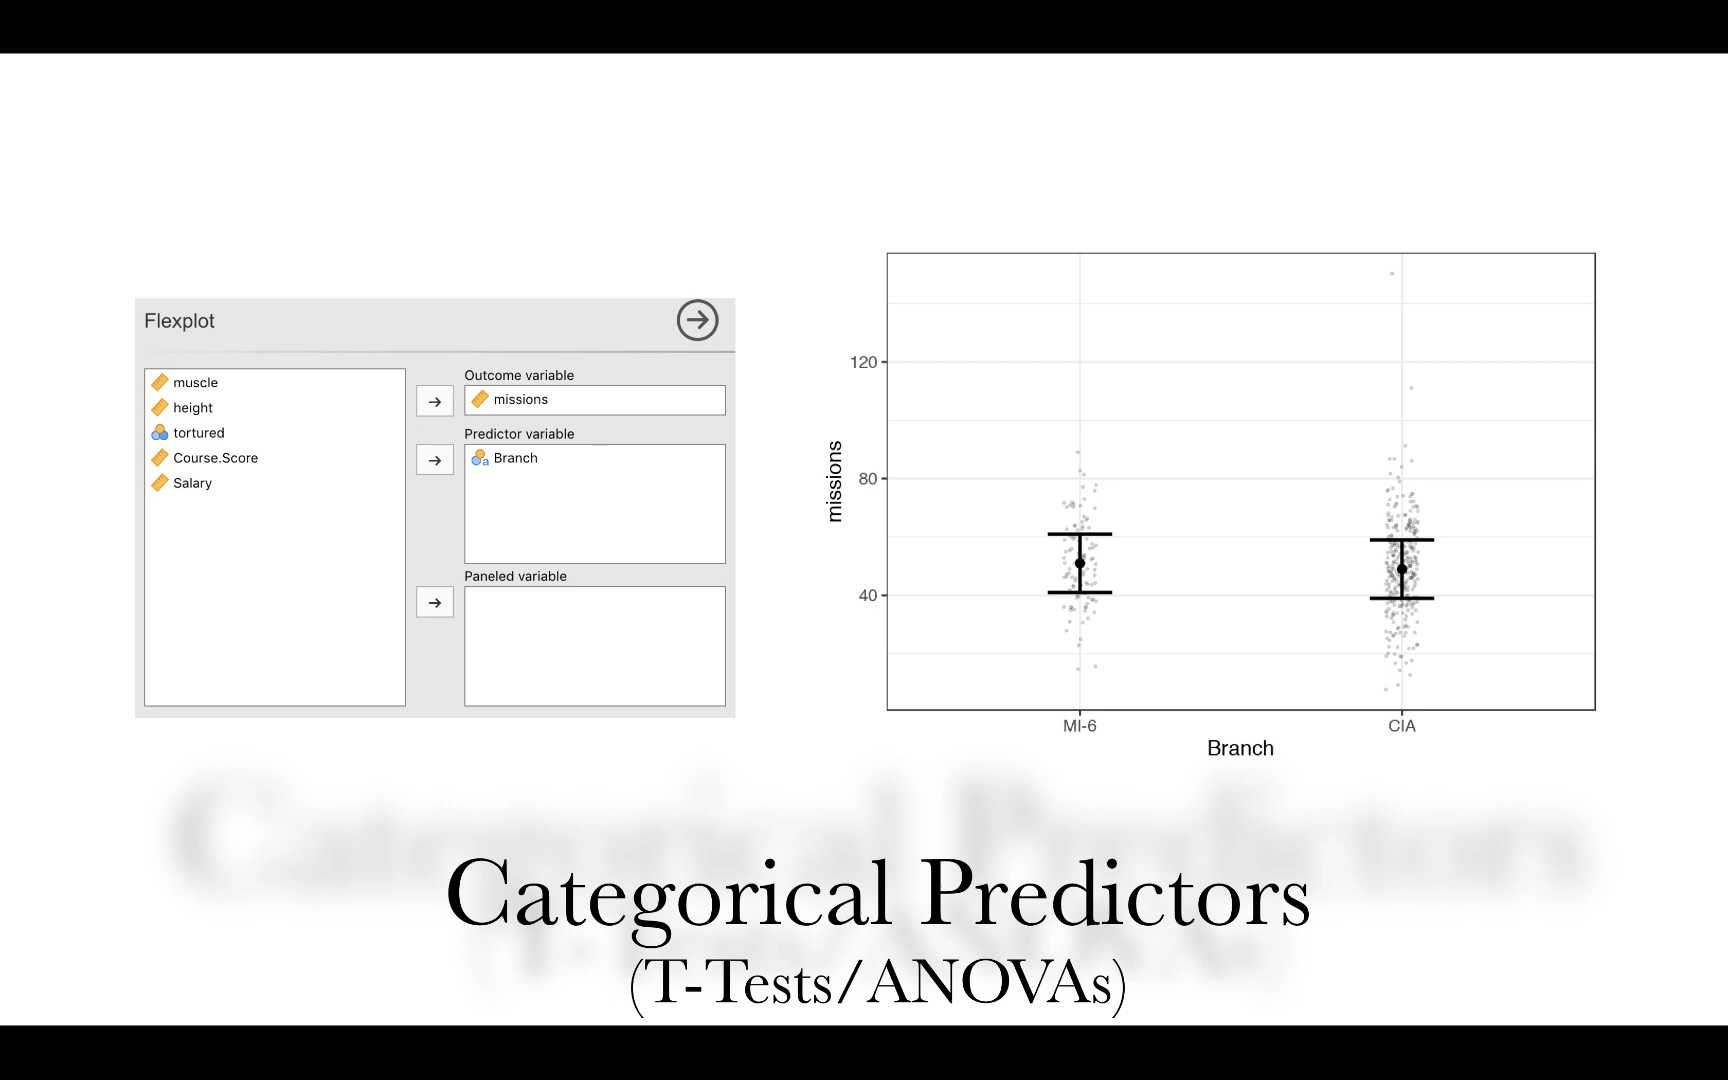 Flexplot
muscle
height
tortured
Course.Score
Salary
Outcome variable
missions
Predictor variable
a Branch
Paneled variable
missions
120
80
40
MI-6
CIA
Branch
Categorical Predictors
(T-Tests/ANOVAs)